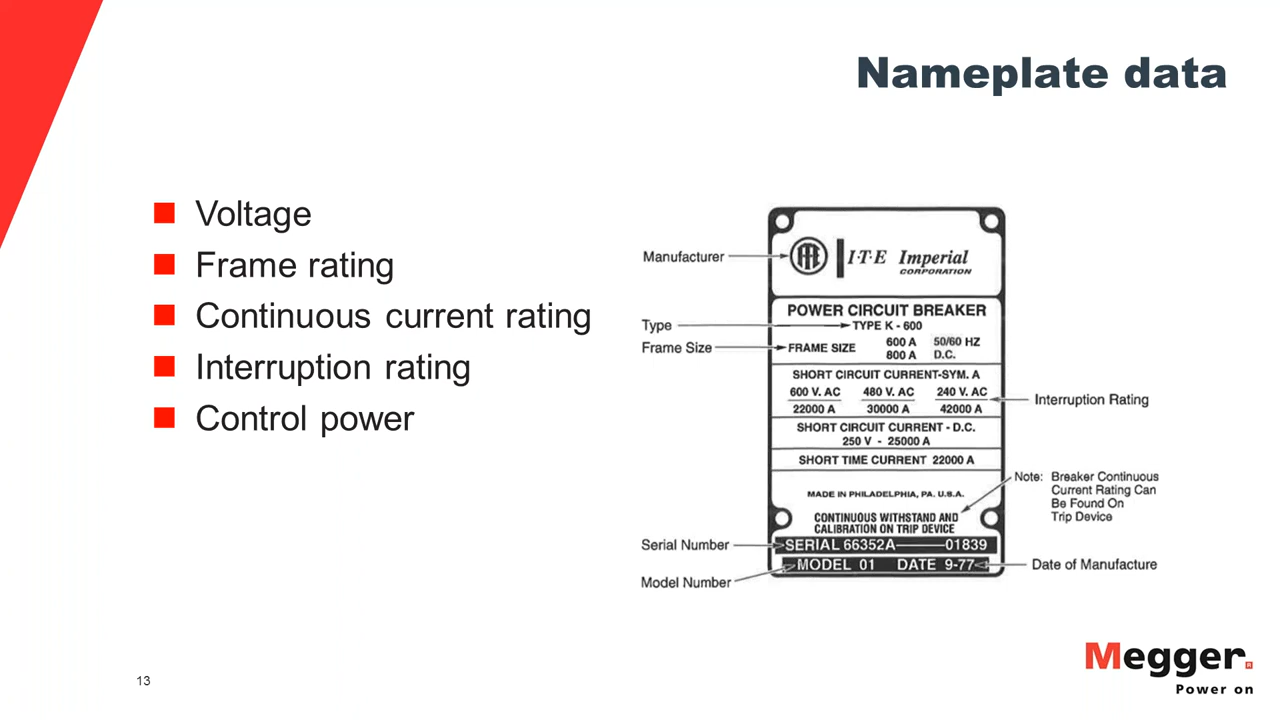 Nameplate data
Voltage
Frame rating
Continuous current rating
Interruption rating
Control power
Manufacturer
I·T·E Imperial
CORPORATION
POWER CIRCUIT BREAKER
Type
TYPE K - 600
Frame Size
FRAME SIZE 600 A 50/60 HZ
800 A D.C.
SHORT CIRCUIT CURRENT-SYM. A
600 V. AC 480 V. AC 240 V. AC
22000 A 30000 A 42000 A
Interruption Rating
SHORT CIRCUIT CURRENT - D.C.
250 V - 25000 A
SHORT TIME CURRENT 22000 A
Note: Breaker Continuous
Current Rating Can
Be Found On
Trip Device
MADE IN PHILADELPHIA, PA. U.S.A.
CONTINUOUS WITHSTAND AND
CALIBRATION ON TRIP DEVICE
Serial Number
SERIAL 66352A 01839
Model Number
MODEL 01 DATE 9-77
Date of Manufacture
13
Megger
Power on